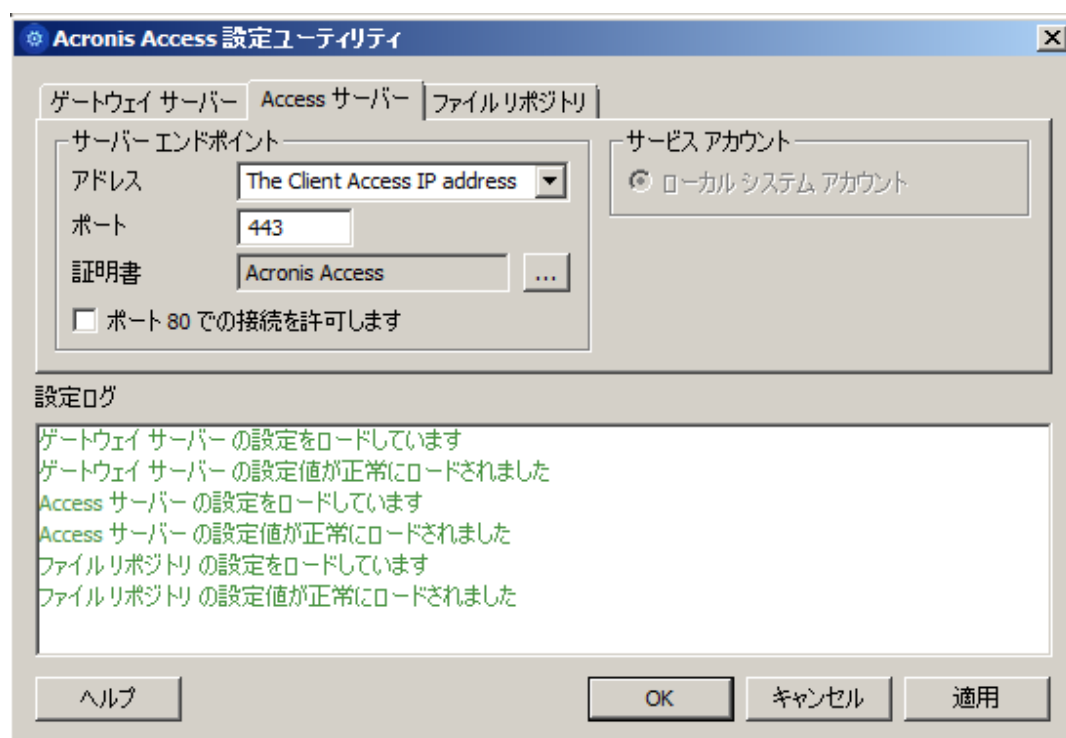 Acronis Access 設定ユーティリティ
ゲートウェイ サーバー Access サーバー ファイル リポジトリ
サーバー エンドポイント
アドレス The Client Access IP address
ポート 443
証明書 Acronis Access ...
ポート 80 での接続を許可します
サービス アカウント
ローカル システム アカウント
設定ログ
ゲートウェイ サーバー の設定をロードしています
ゲートウェイ サーバー の設定値が正常にロードされました
Access サーバー の設定をロードしています
Access サーバー の設定値が正常にロードされました
ファイル リポジトリ の設定をロードしています
ファイル リポジトリ の設定値が正常にロードされました
ヘルプ OK キャンセル 適用